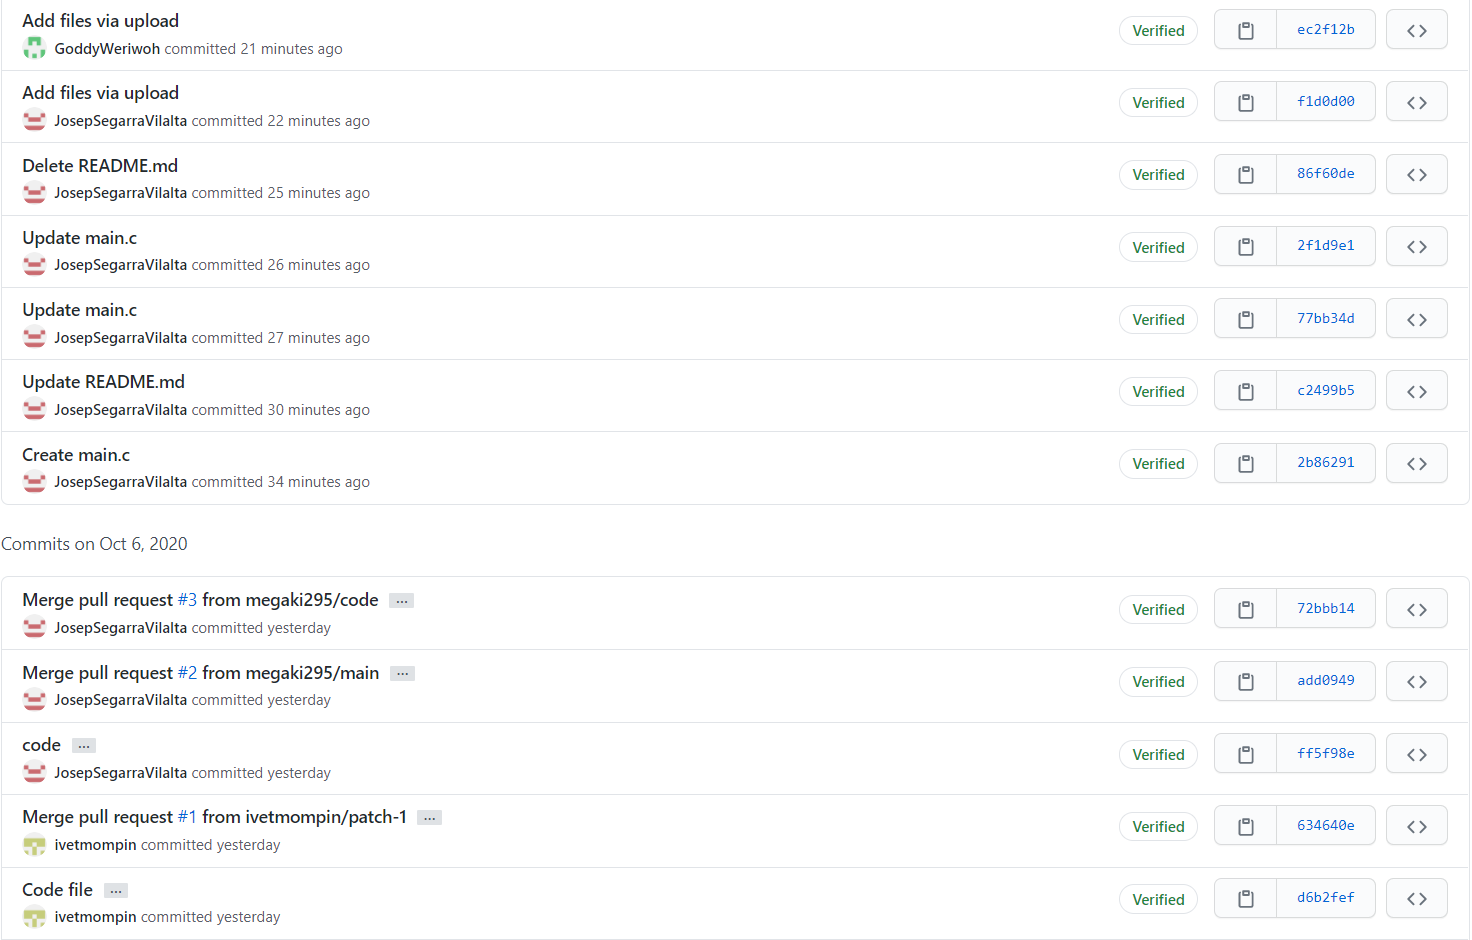 Add files via upload
GoddyWeriwoh committed 21 minutes ago
Verified
ec2f12b
Add files via upload
JosepSegarraVilalta committed 22 minutes ago
Verified
f1d0d00
Delete README.md
JosepSegarraVilalta committed 25 minutes ago
Verified
86f60de
Update main.c
JosepSegarraVilalta committed 26 minutes ago
Verified
2f1d9e1
Update main.c
JosepSegarraVilalta committed 27 minutes ago
Verified
77bb34d
Update README.md
JosepSegarraVilalta committed 30 minutes ago
Verified
c2499b5
Create main.c
JosepSegarraVilalta committed 34 minutes ago
Verified
2b86291
Commits on Oct 6, 2020
Merge pull request #3 from megaki295/code ...
JosepSegarraVilalta committed yesterday
Verified
72bbb14
Merge pull request #2 from megaki295/main ...
JosepSegarraVilalta committed yesterday
Verified
add0949
code ...
JosepSegarraVilalta committed yesterday
Verified
ff5f98e
Merge pull request #1 from ivetmompin/patch-1 ...
ivetmompin committed yesterday
Verified
634640e
Code file ...
ivetmompin committed yesterday
Verified
d6b2fef